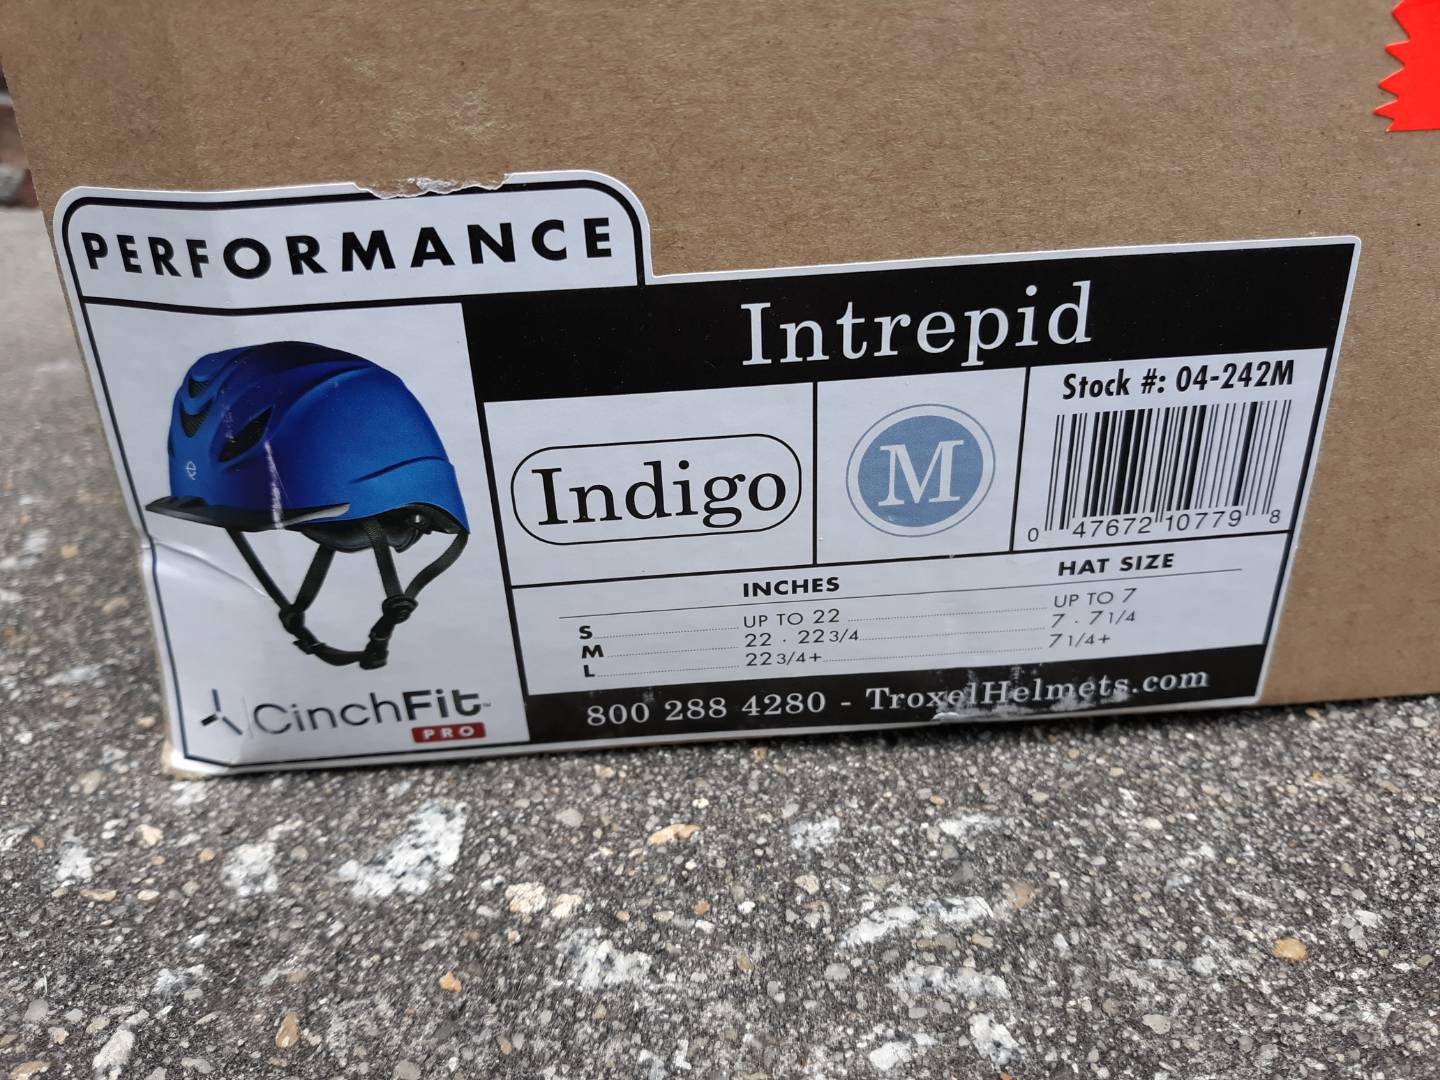 PERFORMANCE
Intrepid
Stock #: 04-242M
Indigo
M
0 47672 10779 8
INCHES HAT SIZE
S UP TO 22 UP TO 7
M 22 . 22 3/4 7 . 7 1/4
L 22 3/4+ 7 1/4+
CinchFit™
PRO
800 288 4280 - TroxelHelmets.com